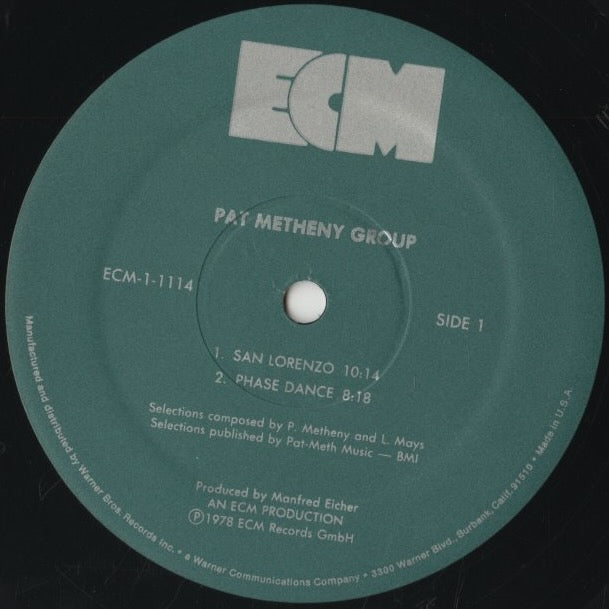 ECM
PAT METHENY GROUP
ECM-1-1114
SIDE 1
1. SAN LORENZO 10:14
2. PHASE DANCE 8:18
Selections composed by P. Metheny and L. Mays
Selections published by Pat-Meth Music — BMI
Produced by Manfred Eicher
AN ECM PRODUCTION
Ⓟ1978 ECM Records GmbH
Manufactured and distributed by Warner Bros. Records Inc. • a Warner Communications Company • 3300 Warner Blvd., Burbank, Calif. 91510 • Made in U.S.A.